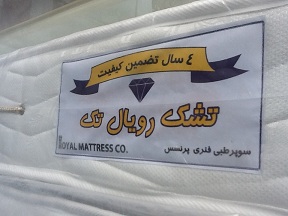 ٤ سال تضمین کیفیت
تشک رویال تک
سوپر طبی فنری پرنسس
ROYAL MATTRESS CO.